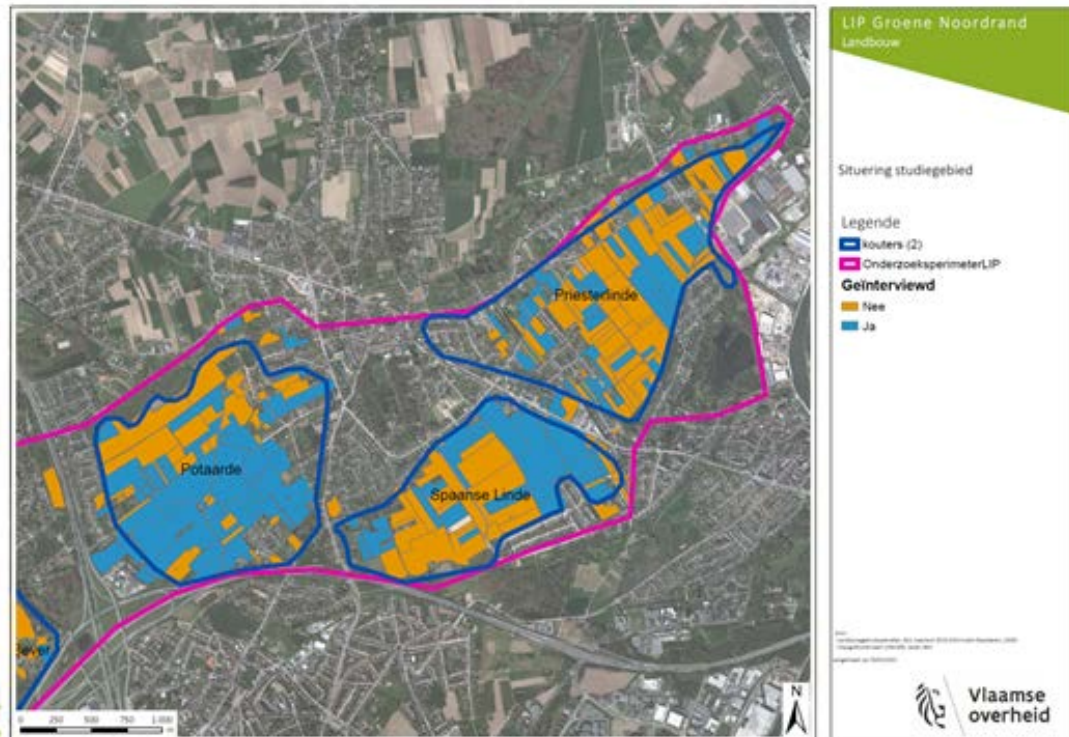 LIP Groene Noordrand
Landbouw
Situering studiegebied
Legende
kouters (2)
OnderzoeksperimeterLIP
Geïnterviewd
Nee
Ja
Priesterlinde
Potaarde
Spaanse Linde
Bever
0 250 500 750 1.000
m
N
Vlaamse
overheid